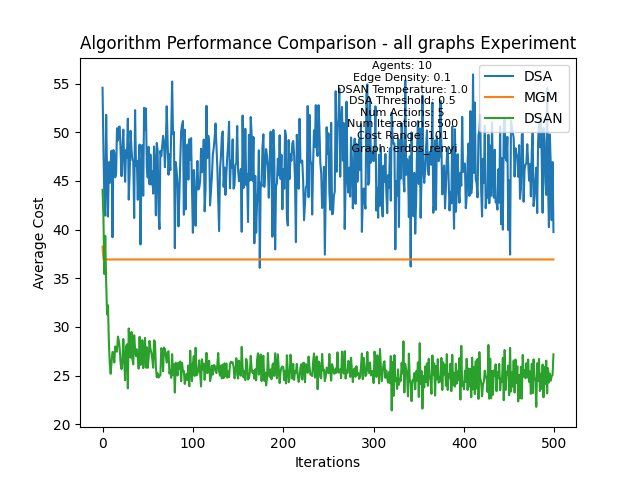 Algorithm Performance Comparison - all graphs Experiment
Agents: 10
Edge Density: 0.1
DSAN Temperature: 1.0
DSA Threshold: 0.5
Num Actions: 5
Num Iterations: 500
Cost Range: 101
Graph: erdos_renyi
DSA
MGN
DSAN
Average Cost
55
50
45
40
35
30
25
20
0
100
200
300
400
500
Iterations